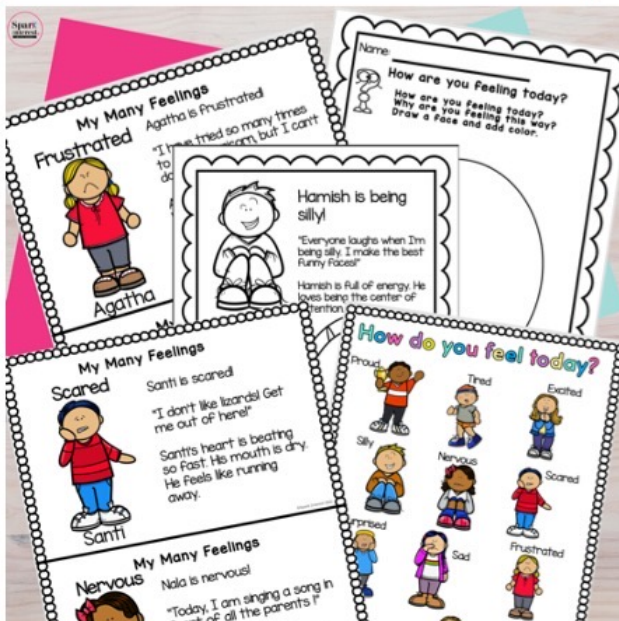 Spark
My Many Feelings
Frustrated
Agatha is frustrated!
"I have tried so many times
to
but I can't
Agatha
Name:
How are you feeling today?
How are you feeling today?
Why are you feeling this way?
Draw a face and add color.
Hamish is being
silly!
"Everyone laughs when I'm
being silly. I make the best
funny faces!"
Hamish is full of energy. He
loves being the center of
My Many Feelings
Scared
Santi is scared!
"I don't like lizards! Get
me out of here!"
Santi's heart is beating
so fast. His mouth is dry.
He feels like running
away.
Santi
My Many Feelings
Nervous
Nala is nervous!
"Today, I am singing a song in
of all the parents!"
How do you feel today?
Proud
Tired
Excited
Silly
Nervous
Scared
Sad
Frustrated